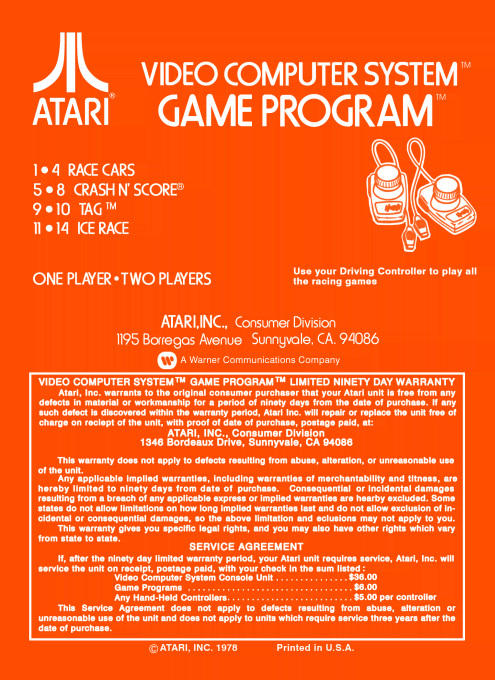 VIDEO COMPUTER SYSTEM™
ATARI®
GAME PROGRAM™
1 • 4 RACE CARS
5 • 8 CRASH N' SCORE®
9 • 10 TAG™
11 • 14 ICE RACE
ONE PLAYER • TWO PLAYERS
Use your Driving Controller to play all
the racing games
ATARI,INC., Consumer Division
1195 Borregas Avenue Sunnyvale, CA. 94086
A Warner Communications Company
VIDEO COMPUTER SYSTEM™ GAME PROGRAM™ LIMITED NINETY DAY WARRANTY
Atari, Inc. warrants to the original consumer purchaser that your Atari unit is free from any
defects in material or workmanship for a period of ninety days from the date of purchase. If any
such defect is discovered within the warranty period, Atari Inc. will repair or replace the unit free of
charge on reciept of the unit, with proof of date of purchase, postage paid, at:
ATARI, INC., Consumer Division
1346 Bordeaux Drive, Sunnyvale, CA 94086
This warranty does not apply to defects resulting from abuse, alteration, or unreasonable use
of the unit.
Any applicable implied warranties, including warranties of merchantability and titness, are
hereby limited to ninety days from date of purchase. Consequential or incidental damages
resulting from a breach of any applicable express or implied warranties are hearby excluded. Some
states do not allow limitations on how long implied warranties last and do not allow exclusion of in-
cidental or consequential damages, so the above limitation and eclusions may not apply to you.
This warranty gives you specific legal rights, and you may also have other rights which vary
from state to state.
SERVICE AGREEMENT
If, after the ninety day limited warranty period, your Atari unit requires service, Atari, Inc. will
service the unit on receipt, postage paid, with your check in the sum listed :
Video Computer System Console Unit . . . . . . . . . . . . . . . $36.00
Game Programs . . . . . . . . . . . . . . . . . . . . . . . . . . . . . . . . . . $6.00
Any Hand-Held Controllers. . . . . . . . . . . . . . . . . . . . . . . . . . $5.00 per controller
This Service Agreement does not apply to defects resulting from abuse, alteration or
unreasonable use of the unit and does not apply to units which require service three years after the
date of purchase.
© ATARI, INC. 1978 Printed in U.S.A.